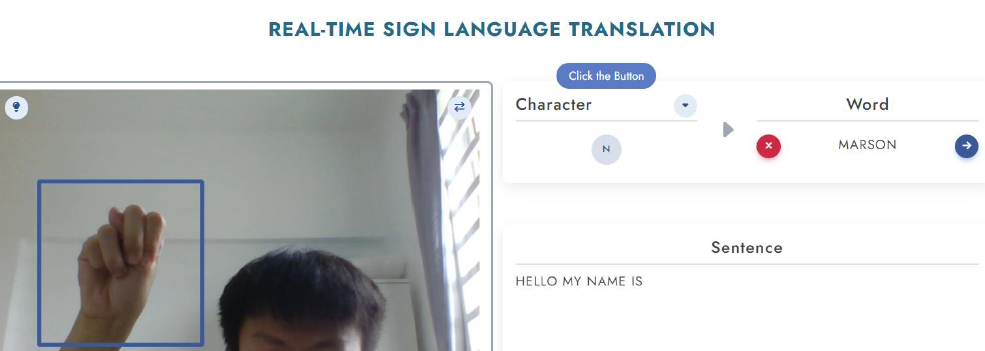 REAL-TIME SIGN LANGUAGE TRANSLATION
Click the Button
Character
Word
N
MARSON
Sentence
HELLO MY NAME IS